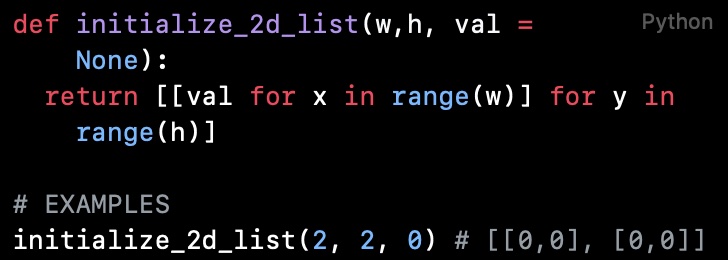 def initialize_2d_list(w,h, val = Python
None):
return [[val for x in range(w)] for y in
range(h)]
# EXAMPLES
initialize_2d_list(2, 2, 0) # [[0,0], [0,0]]